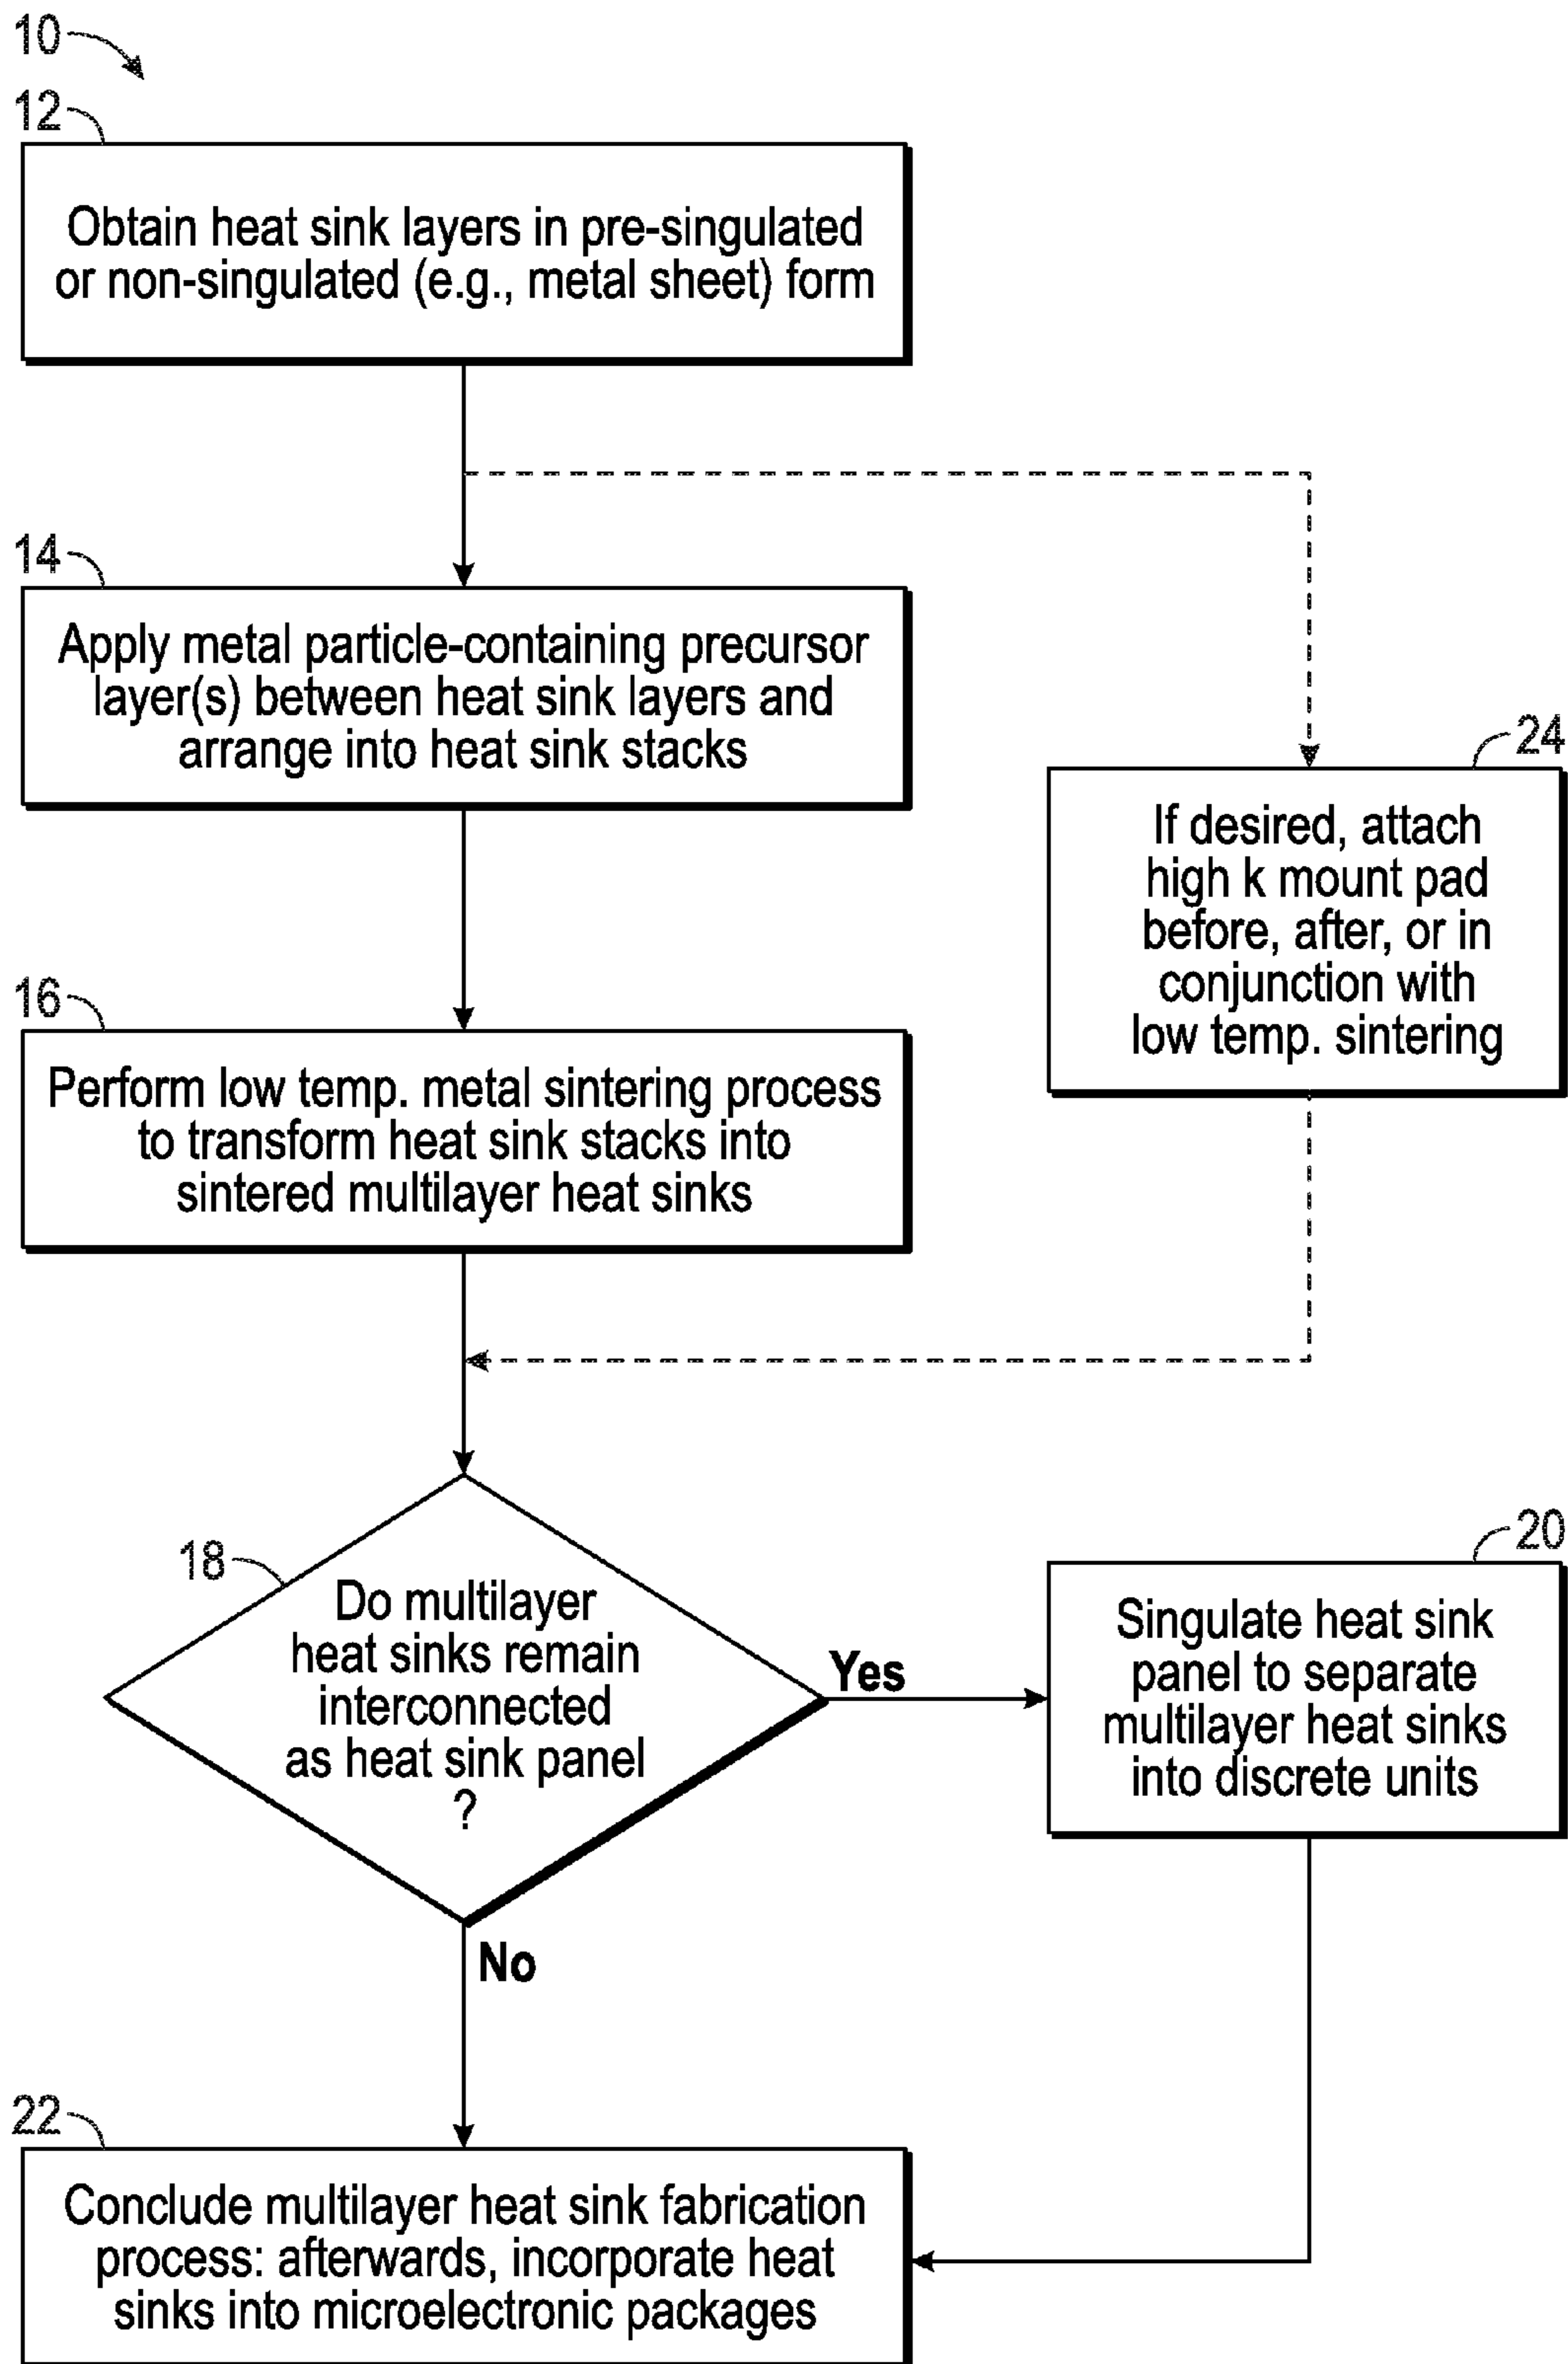 10
12
Obtain heat sink layers in pre-singulated
or non-singulated (e.g., metal sheet) form
14
Apply metal particle-containing precursor
layer(s) between heat sink layers and
arrange into heat sink stacks
24
If desired, attach
high k mount pad
before, after, or in
conjunction with
low temp. sintering
16
Perform low temp. metal sintering process
to transform heat sink stacks into
sintered multilayer heat sinks
18
Do multilayer
heat sinks remain
interconnected
as heat sink panel
?
Yes
20
Singulate heat sink
panel to separate
multilayer heat sinks
into discrete units
No
22
Conclude multilayer heat sink fabrication
process: afterwards, incorporate heat
sinks into microelectronic packages